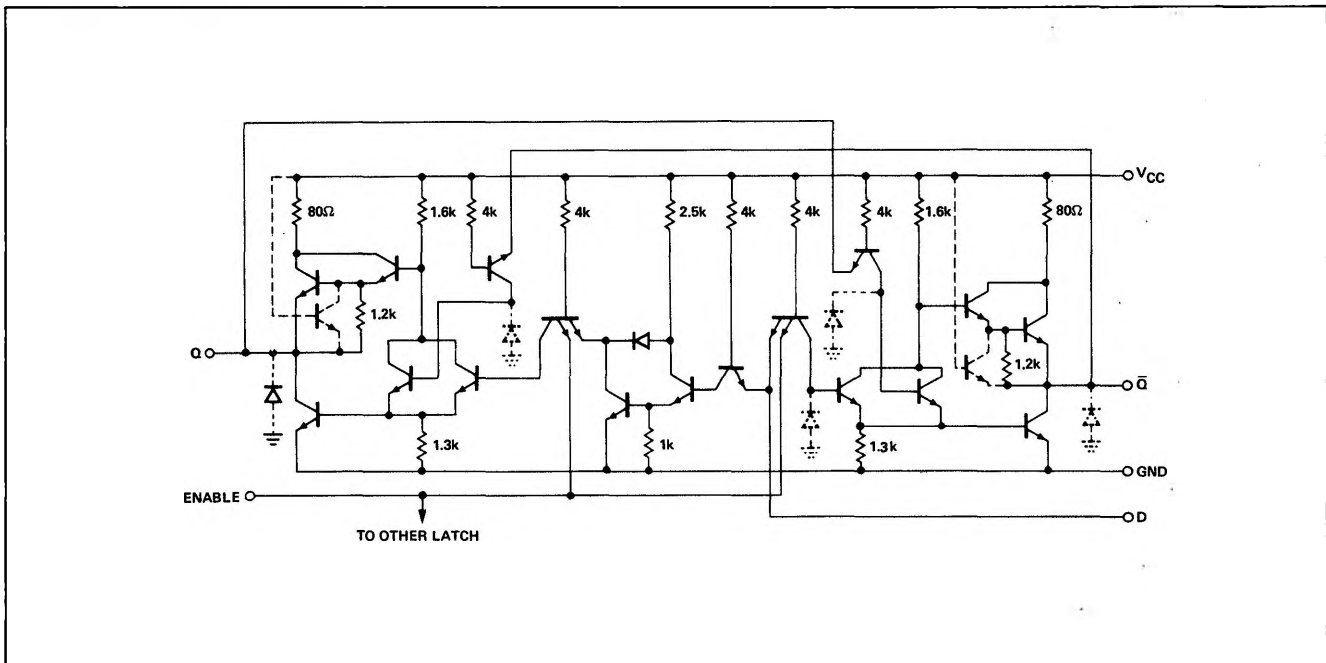 VCC
80Ω
1.6k
4k
4k
2.5k
4k
4k
4k
1.6k
80Ω
1.2k
1.2k
Q
Q̄
1.3k
1k
1.3k
GND
ENABLE
D
TO OTHER LATCH